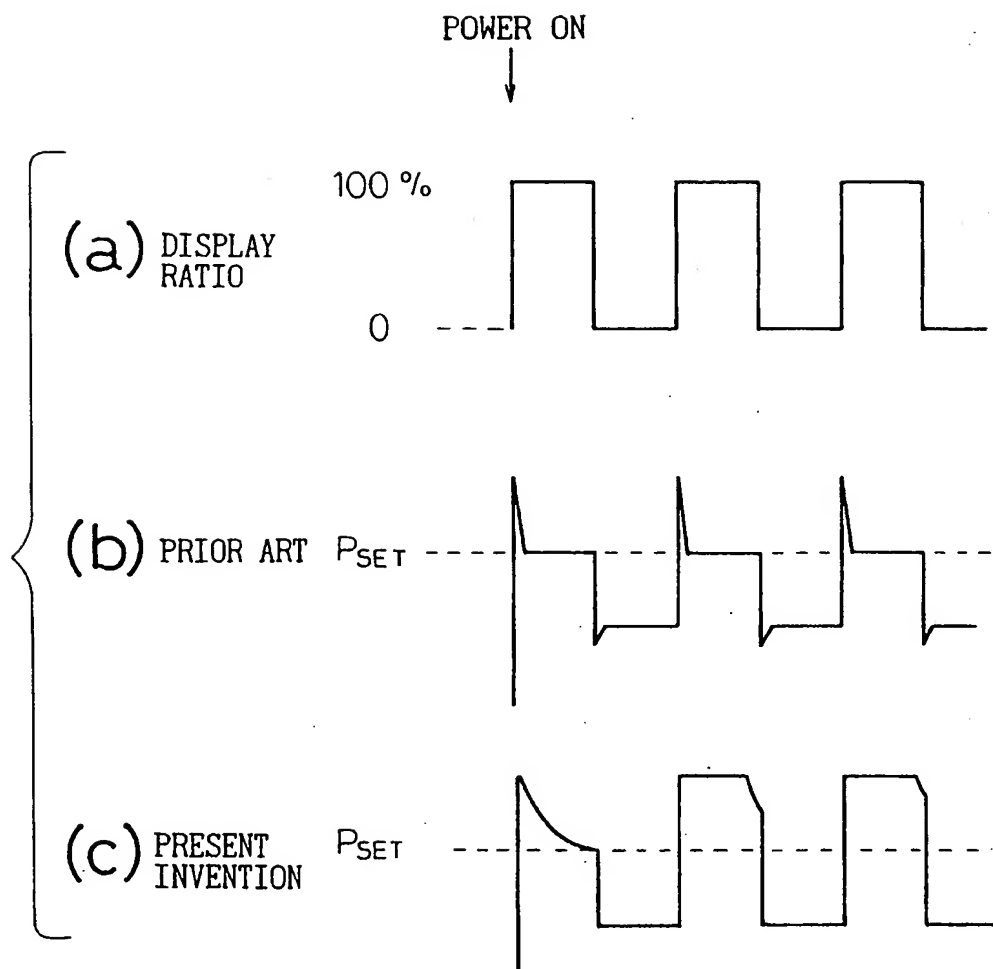 POWER ON
100 %
(a) DISPLAY
RATIO
0
(b) PRIOR ART PSET
(c) PRESENT
INVENTION
PSET